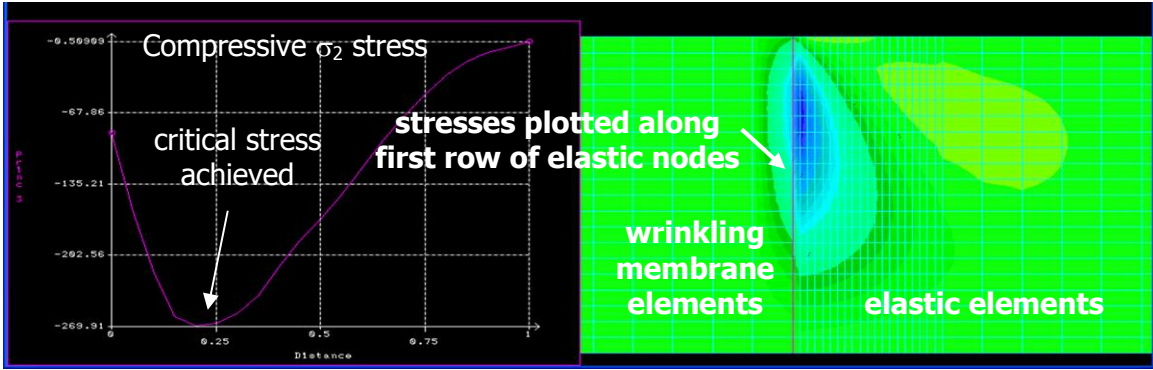 Compressive σ₂ stress
-0.50909
-67.86
-135.21
-202.56
-269.91
critical stress
achieved
0
0.25
0.5
0.75
1
Distance
stresses plotted along
first row of elastic nodes
wrinkling
membrane
elements
elastic elements